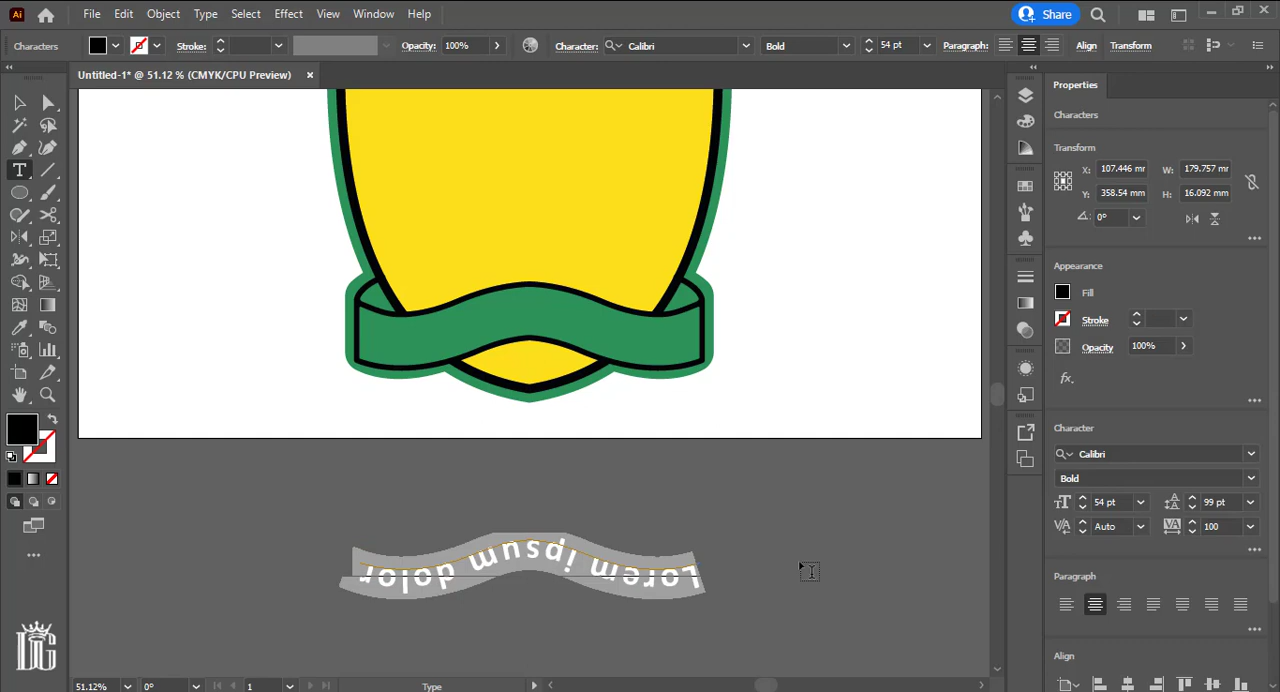 Ai File Edit Object Type Select Effect View Window Help Share
Characters Stroke: Opacity: 100% Character: Calibri Bold 54 pt Paragraph: Align Transform
Untitled-1* @ 51.12 % (CMYK/CPU Preview) ×
Properties
Characters
Transform
X: 107.446 mr W: 179.757 mr
Y: 358.54 mm H: 16.092 mm
0°
Appearance
Fill
Stroke
Opacity 100%
fx.
Character
Calibri
Bold
54 pt 99 pt
Auto 100
Paragraph
Align
Lorem ipsum dolor
DG
51.12% 0° 1 Type